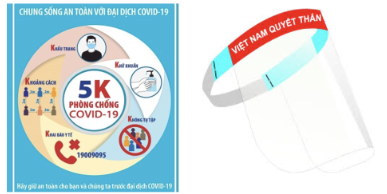 CHUNG SỐNG AN TOÀN VỚI ĐẠI DỊCH COVID-19
KHẨU TRANG
KHỬ KHUẨN
KHOẢNG CÁCH
5K
PHÒNG CHỐNG
COVID-19
KHÔNG TỤ TẬP
KHAI BÁO Y TẾ
19009095
Hãy giữ an toàn cho bạn và chúng ta trước đại dịch COVID-19
VIỆT NAM QUYẾT THẮNG